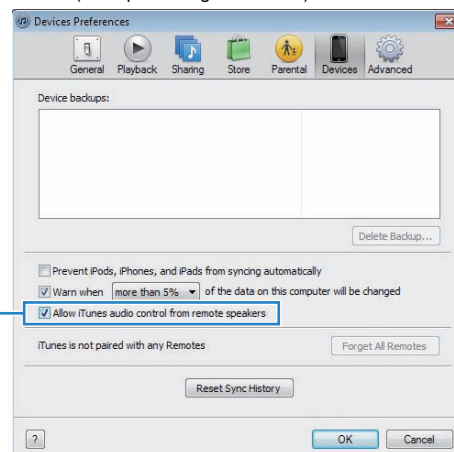 Devices Preferences
General Playback Sharing Store Parental Devices Advanced
Device backups:
Delete Backup...
Prevent iPods, iPhones, and iPads from syncing automatically
Warn when more than 5% of the data on this computer will be changed
Allow iTunes audio control from remote speakers
iTunes is not paired with any Remotes Forget All Remotes
Reset Sync History
? OK Cancel